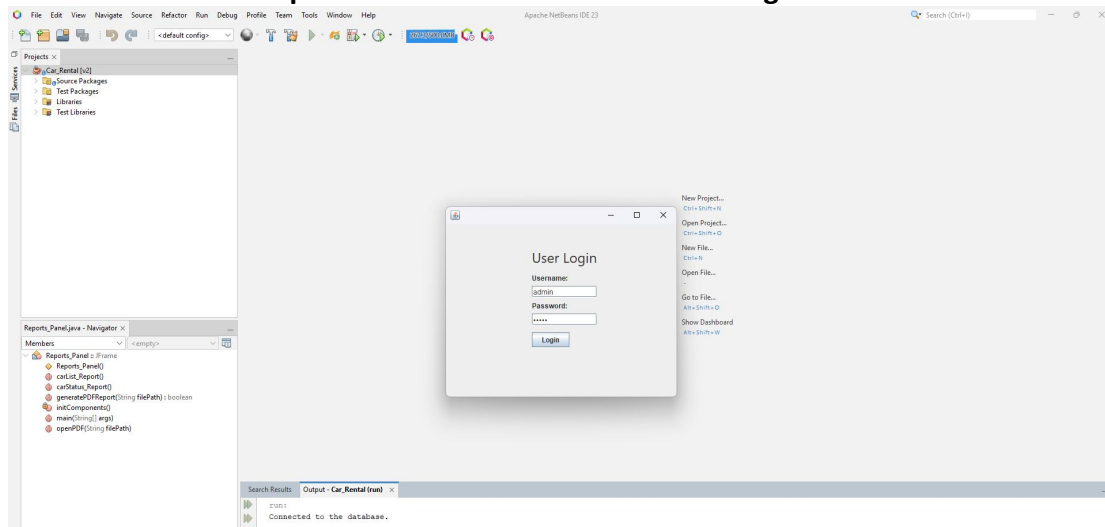 File Edit View Navigate Source Refactor Run Debug Profile Team Tools Window Help
Apache NetBeans IDE 23
Search (Ctrl+I)
<default config>
Projects
Services
Files
Car_Rental [v2]
Source Packages
Test Packages
Libraries
Test Libraries
New Project...
Ctrl+Shift+N
Open Project...
Ctrl+Shift+O
New File...
Ctrl+N
Open File...
-
Go to File...
Alt+Shift+O
Show Dashboard
Alt+Shift+W
User Login
Username:
admin
Password:
•••••
Login
Reports_Panel.java - Navigator
Members <empty>
Reports_Panel :: JFrame
Reports_Panel()
carList_Report()
carStatus_Report()
generatePDFReport(String filePath) : boolean
initComponents()
main(String[] args)
openPDF(String filePath)
Search Results Output - Car_Rental (run)
run:
Connected to the database.